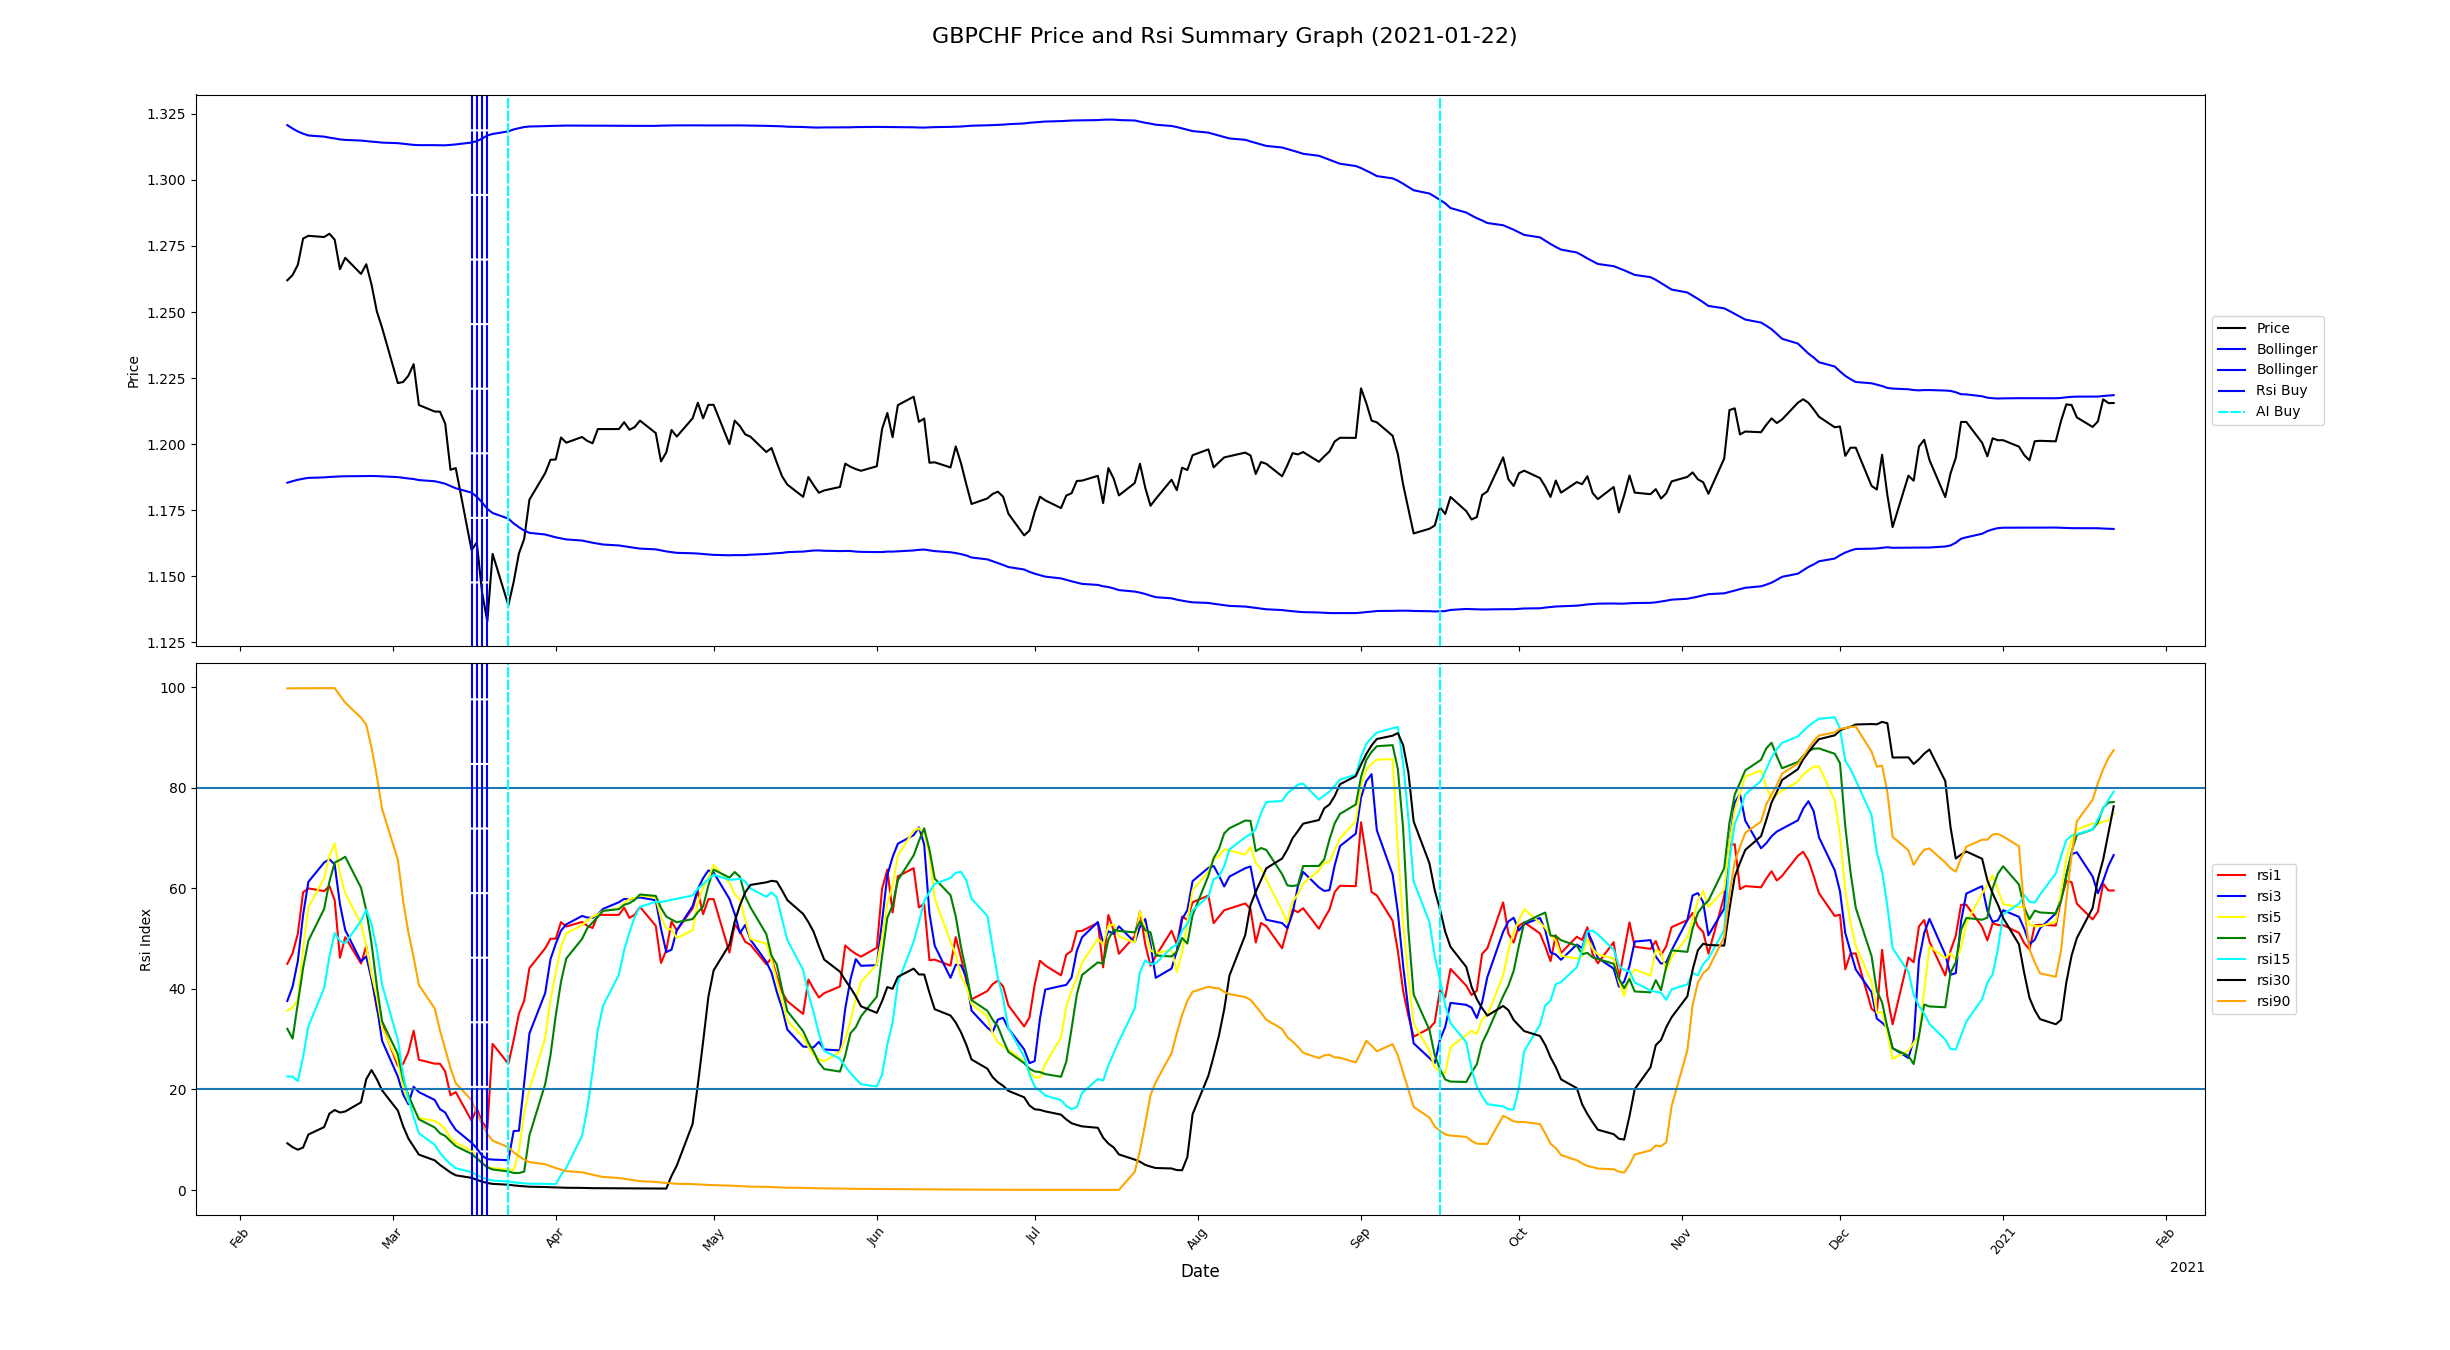 GBPCHF Price and Rsi Summary Graph (2021-01-22)
1.325
1.300
1.275
1.250
1.225
1.200
1.175
1.150
1.125
Price
Price
Bollinger
Bollinger
Rsi Buy
AI Buy
100
80
60
40
20
0
Rsi Index
rsi1
rsi3
rsi5
rsi7
rsi15
rsi30
rsi90
Feb
Mar
Apr
May
Jun
Jul
Aug
Sep
Oct
Nov
Dec
2021
Feb
Date
2021